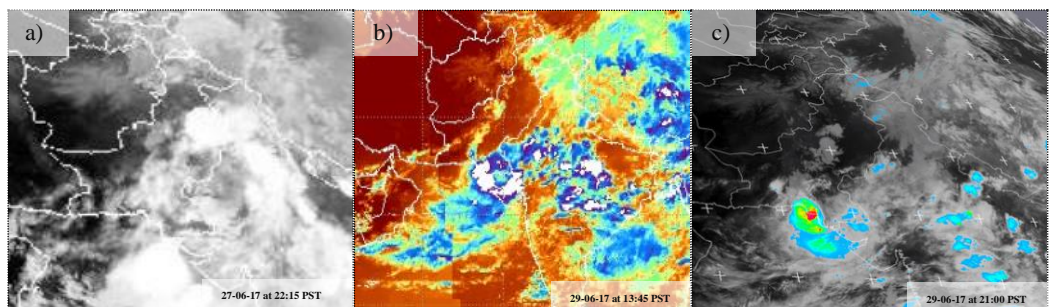 a)
b)
c)
27-06-17 at 22:15 PST
29-06-17 at 13:45 PST
29-06-17 at 21:00 PST